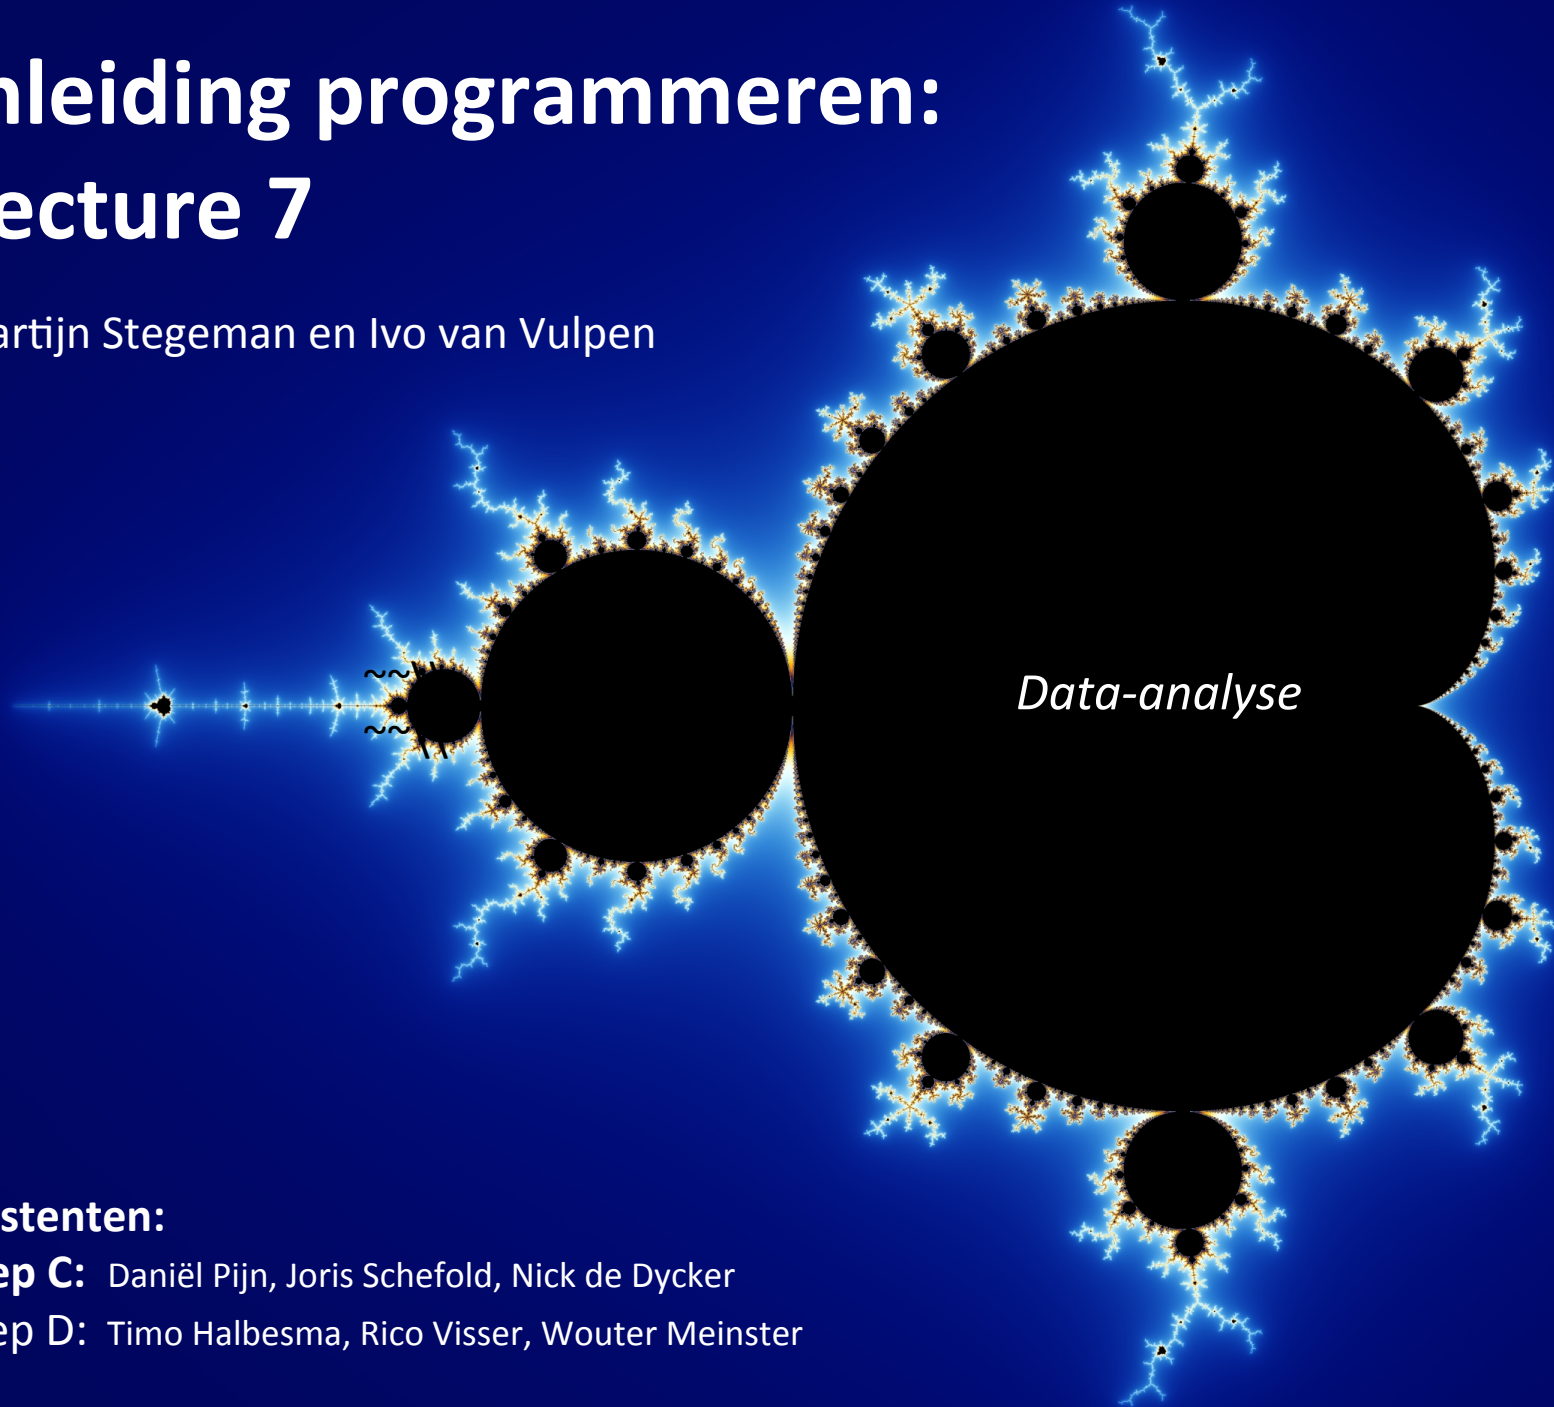 nleiding programmeren:
ecture 7
artijn Stegeman en Ivo van Vulpen
~~\\
~~\\
Data-analyse
stenten:
ep C: Daniël Pijn, Joris Schefold, Nick de Dycker
ep D: Timo Halbesma, Rico Visser, Wouter Meinster